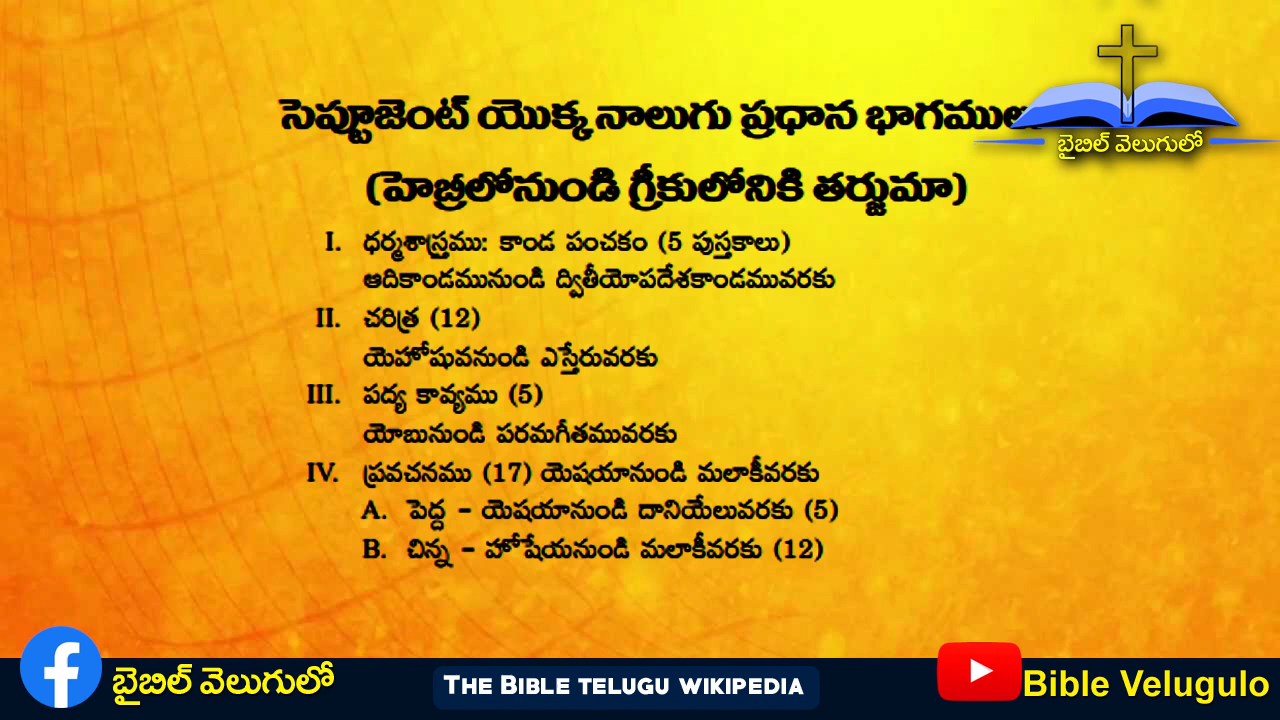 సెప్టూజెంట్ యొక్క నాలుగు ప్రధాన
బైబిల్ వెలుగులో
(హెబ్రీలోనుండి గ్రీకులోనికి తర్జుమా)
I. ధర్మశాస్త్రము: కాండ పంచకం (5 పుస్తకాలు)
ఆదికాండమునుండి ద్వితీయోపదేశకాండమువరకు
II. చరిత్ర (12)
యెహోషువనుండి ఎస్తేరువరకు
III. పద్య కావ్యము (5)
యోబునుండి పరమగీతమువరకు
IV. ప్రవచనము (17) యెషయానుండి మలాకీవరకు
A. పెద్ద – యెషయానుండి దానియేలువరకు (5)
B. చిన్న – హోషేయనుండి మలాకీవరకు (12)
బైబిల్ వెలుగులో
THE BIBLE TELUGU WIKIPEDIA
Bible Velugulo